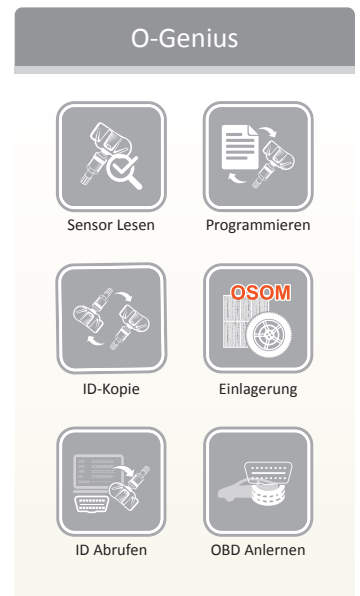 O-Genius
Sensor Lesen
Programmieren
OSOM
ID-Kopie
Einlagerung
ID Abrufen
OBD Anlernen